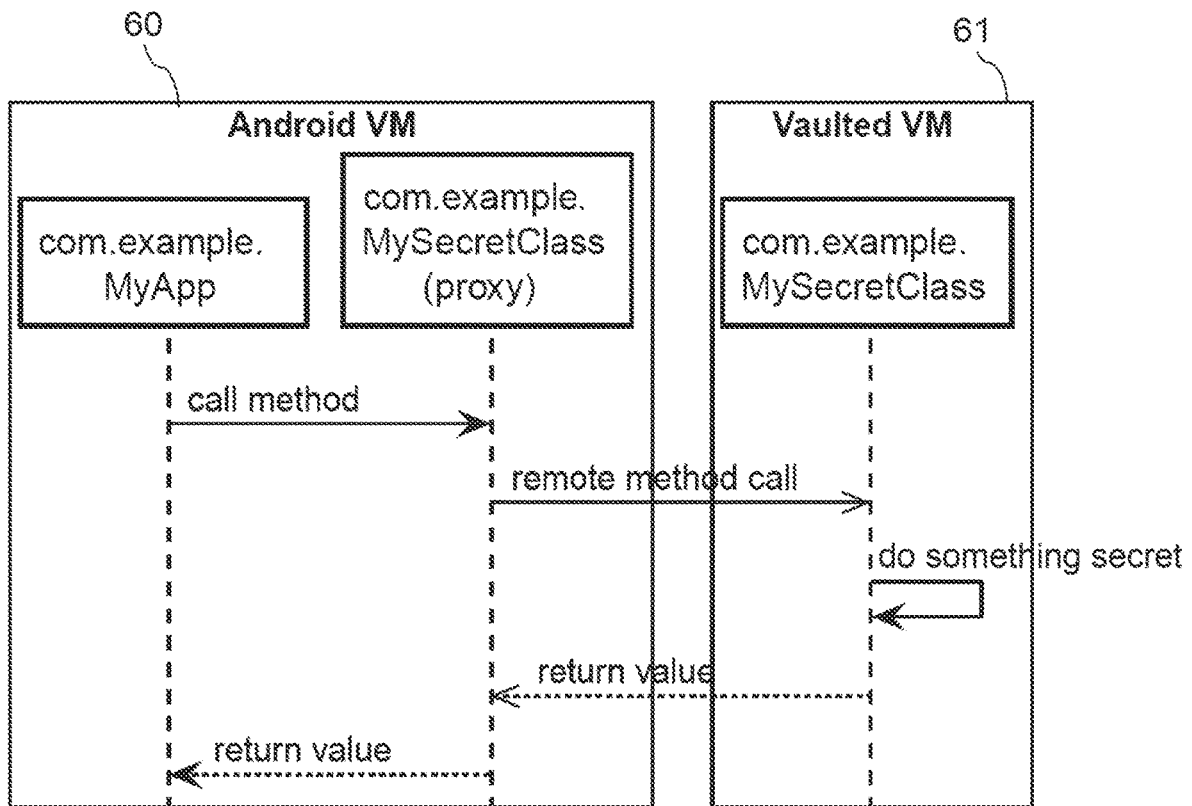 60
61
Android VM
Vaulted VM
com.example.
MyApp
com.example.
MySecretClass
(proxy)
com.example.
MySecretClass
call method
remote method call
do something secret
return value
return value